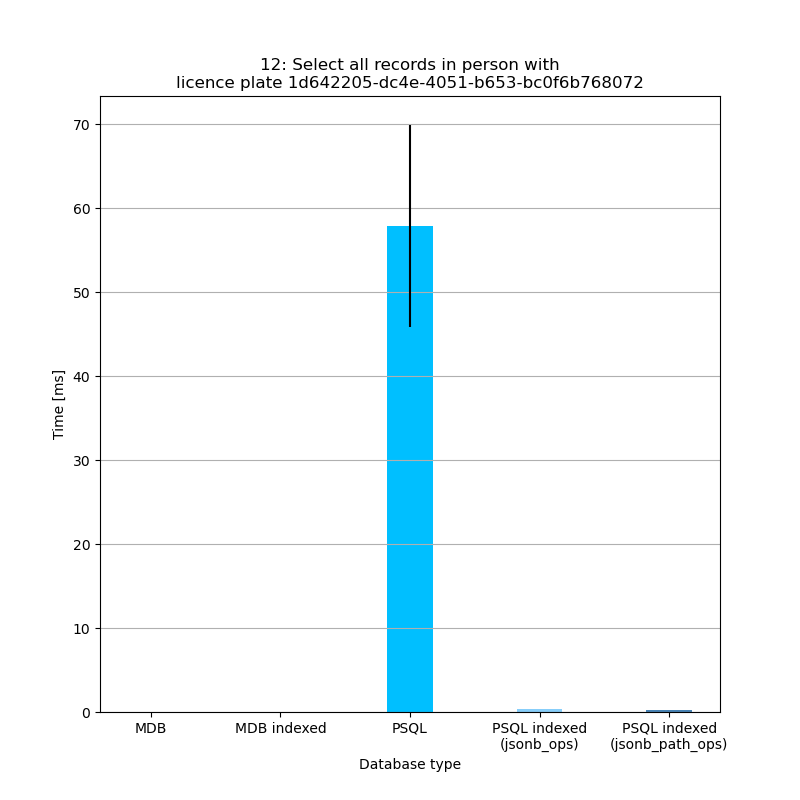 12: Select all records in person with
licence plate 1d642205-dc4e-4051-b653-bc0f6b768072
70
60
50
40
30
20
10
0
Time [ms]
MDB
MDB indexed
PSQL
PSQL indexed
(jsonb_ops)
PSQL indexed
(jsonb_path_ops)
Database type